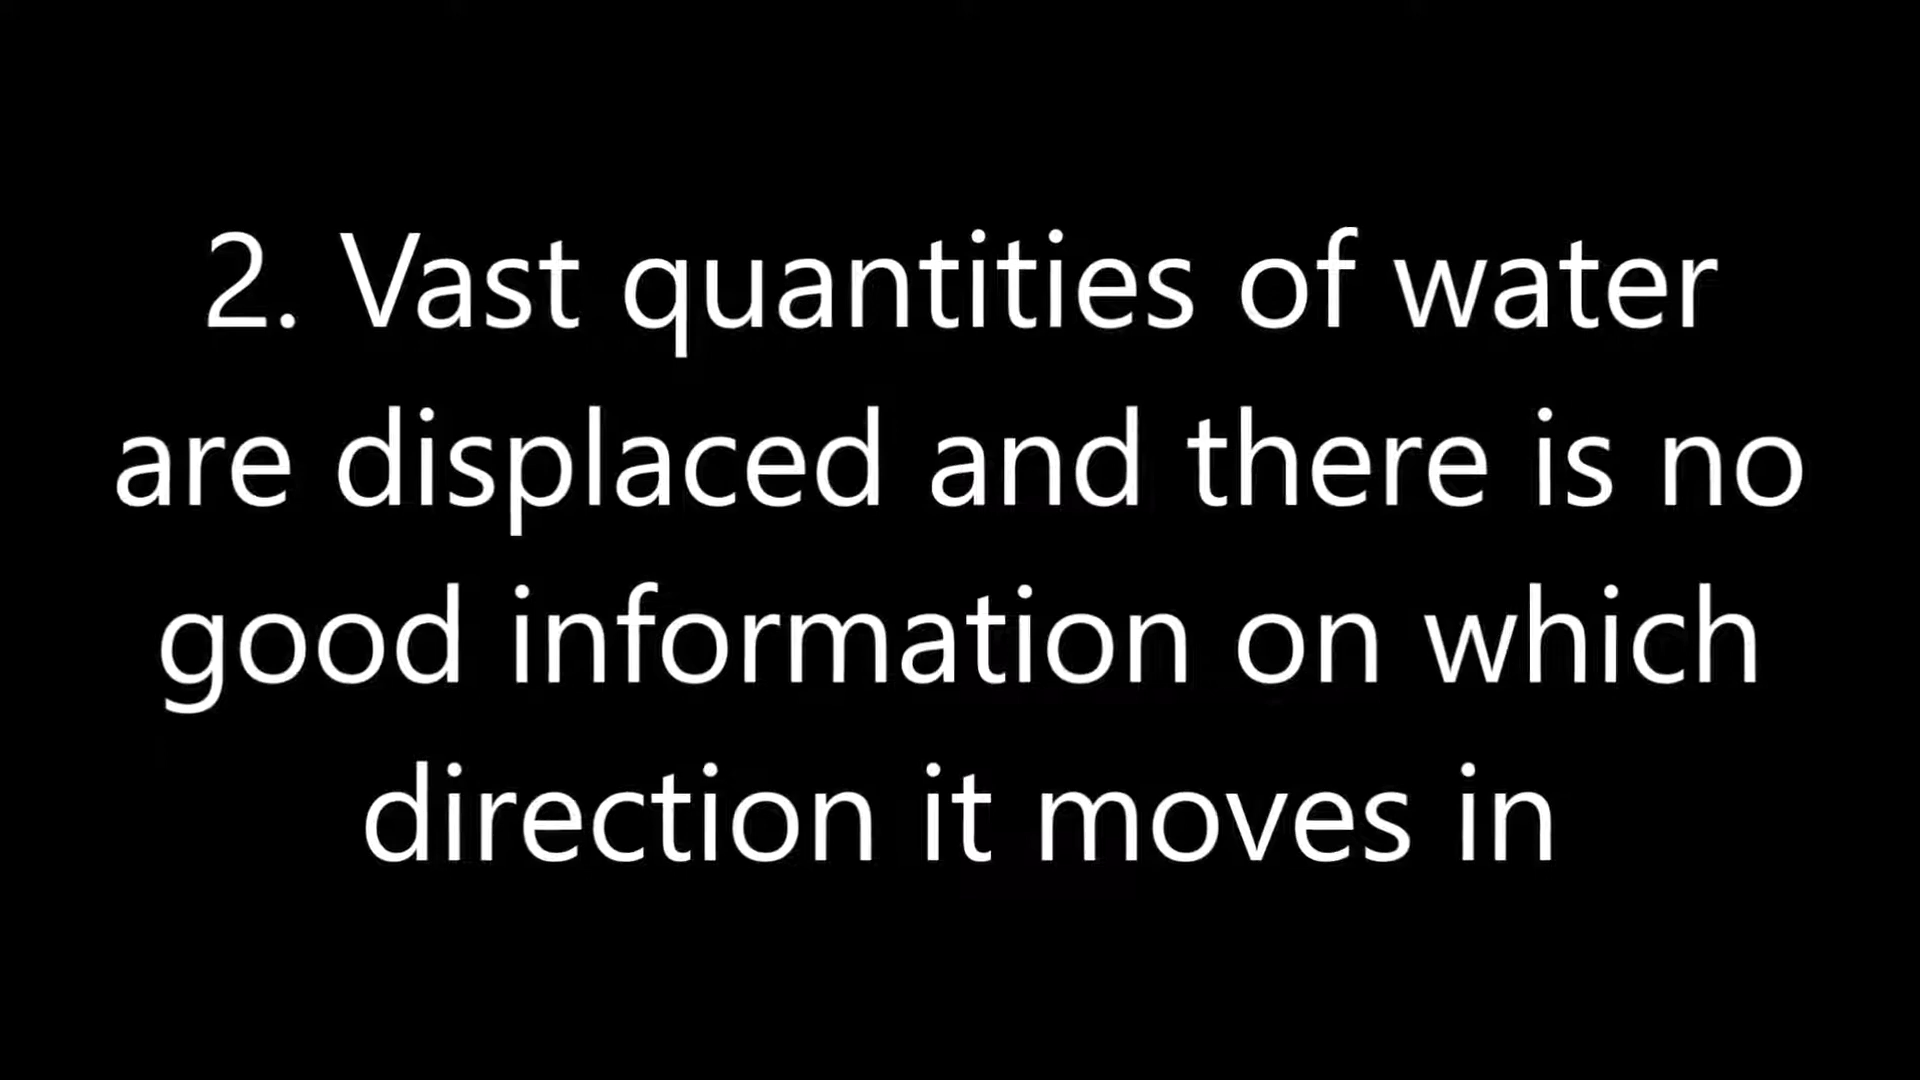 2. Vast quantities of water
are displaced and there is no
good information on which
direction it moves in